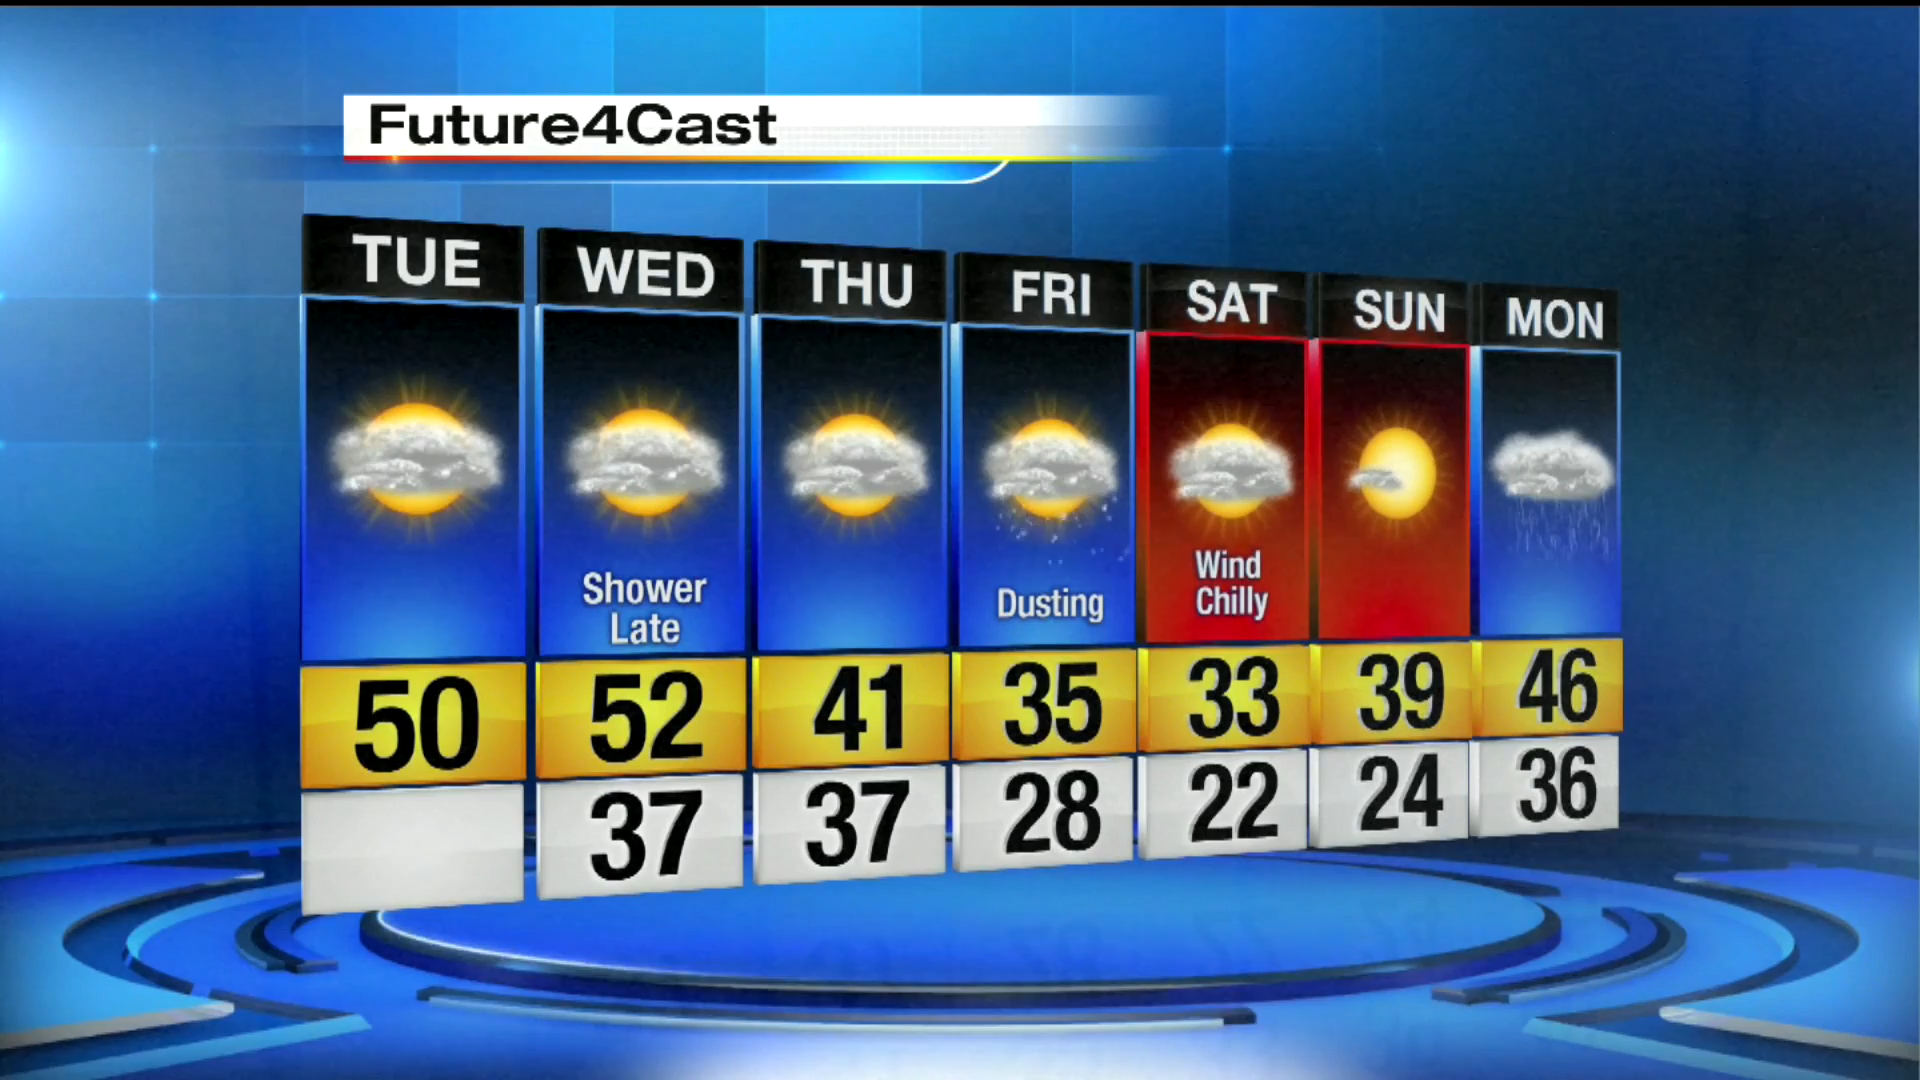 Future4Cast
TUE WED THU FRI SAT SUN MON
Shower
Late
Dusting
Wind
Chilly
50 52 41 35 33 39 46
37 37 28 22 24 36